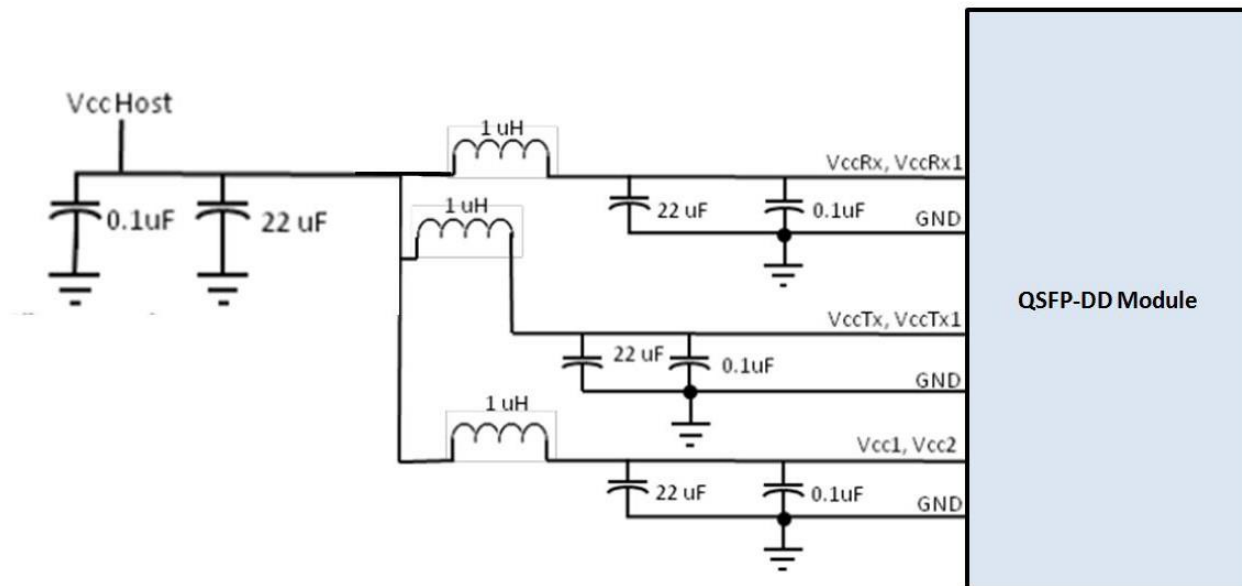 VccHost
0.1uF
22 uF
1 uH
VccRx, VccRx1
22 uF
0.1uF
GND
1 uH
QSFP-DD Module
VccTx, VccTx1
22 uF
0.1uF
GND
1 uH
Vcc1, Vcc2
22 uF
0.1uF
GND